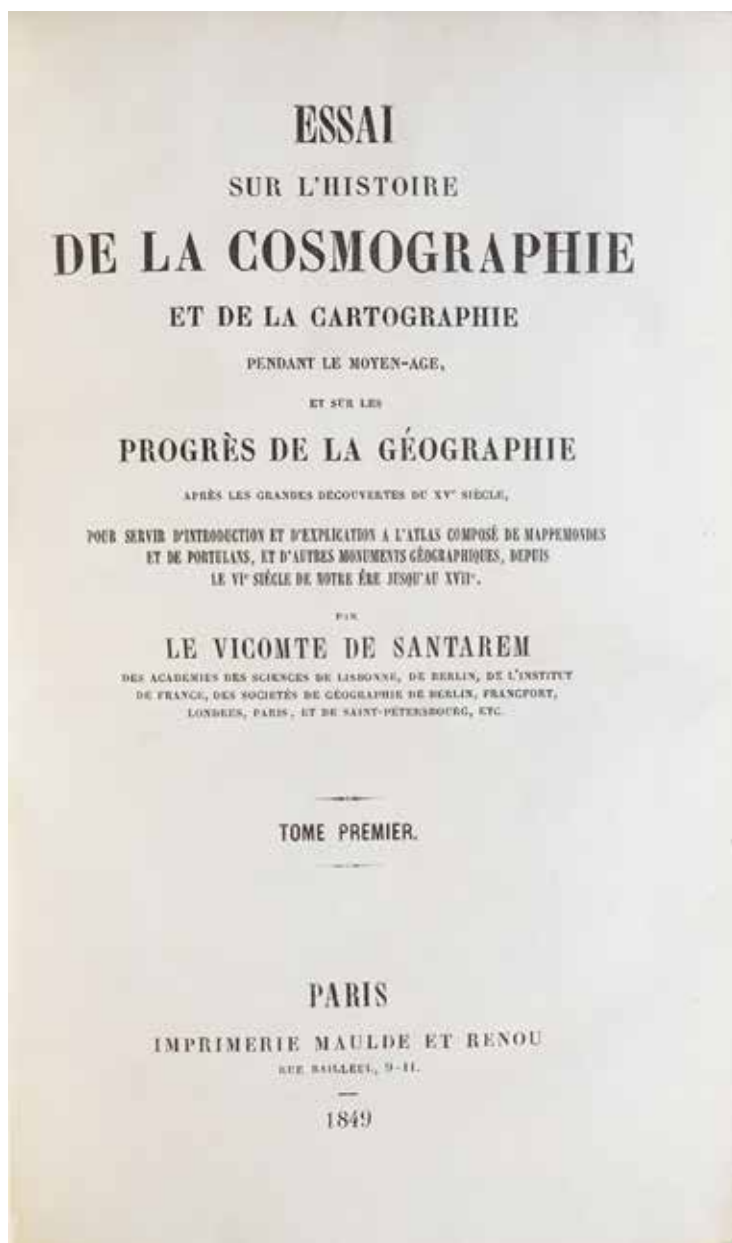 ESSAI
SUR L'HISTOIRE
DE LA COSMOGRAPHIE
ET DE LA CARTOGRAPHIE
PENDANT LE MOYEN-AGE,
ET SUR LES
PROGRÈS DE LA GÉOGRAPHIE
APRÈS LES GRANDES DÉCOUVERTES DU XVe SIÈCLE,
POUR SERVIR D'INTRODUCTION ET D'EXPLICATION A L'ATLAS COMPOSÉ DE MAPPEMONDES
ET DE PORTULANS, ET D'AUTRES MONUMENTS GÉOGRAPHIQUES, DEPUIS
LE VIe SIÈCLE DE NOTRE ÈRE JUSQU'AU XVIIe.
PAR
LE VICOMTE DE SANTAREM
DES ACADEMIES DES SCIENCES DE LISBONNE, DE BERLIN, DE L'INSTITUT
DE FRANCE, DES SOCIETÉS DE GÉOGRAPHIE DE BERLIN, FRANCFORT,
LONDRES, PARIS, ET DE SAINT-PÉTERSBOURG, ETC.
TOME PREMIER.
PARIS
IMPRIMERIE MAULDE ET RENOU
RUE BAILLEUL, 9-11.
1849